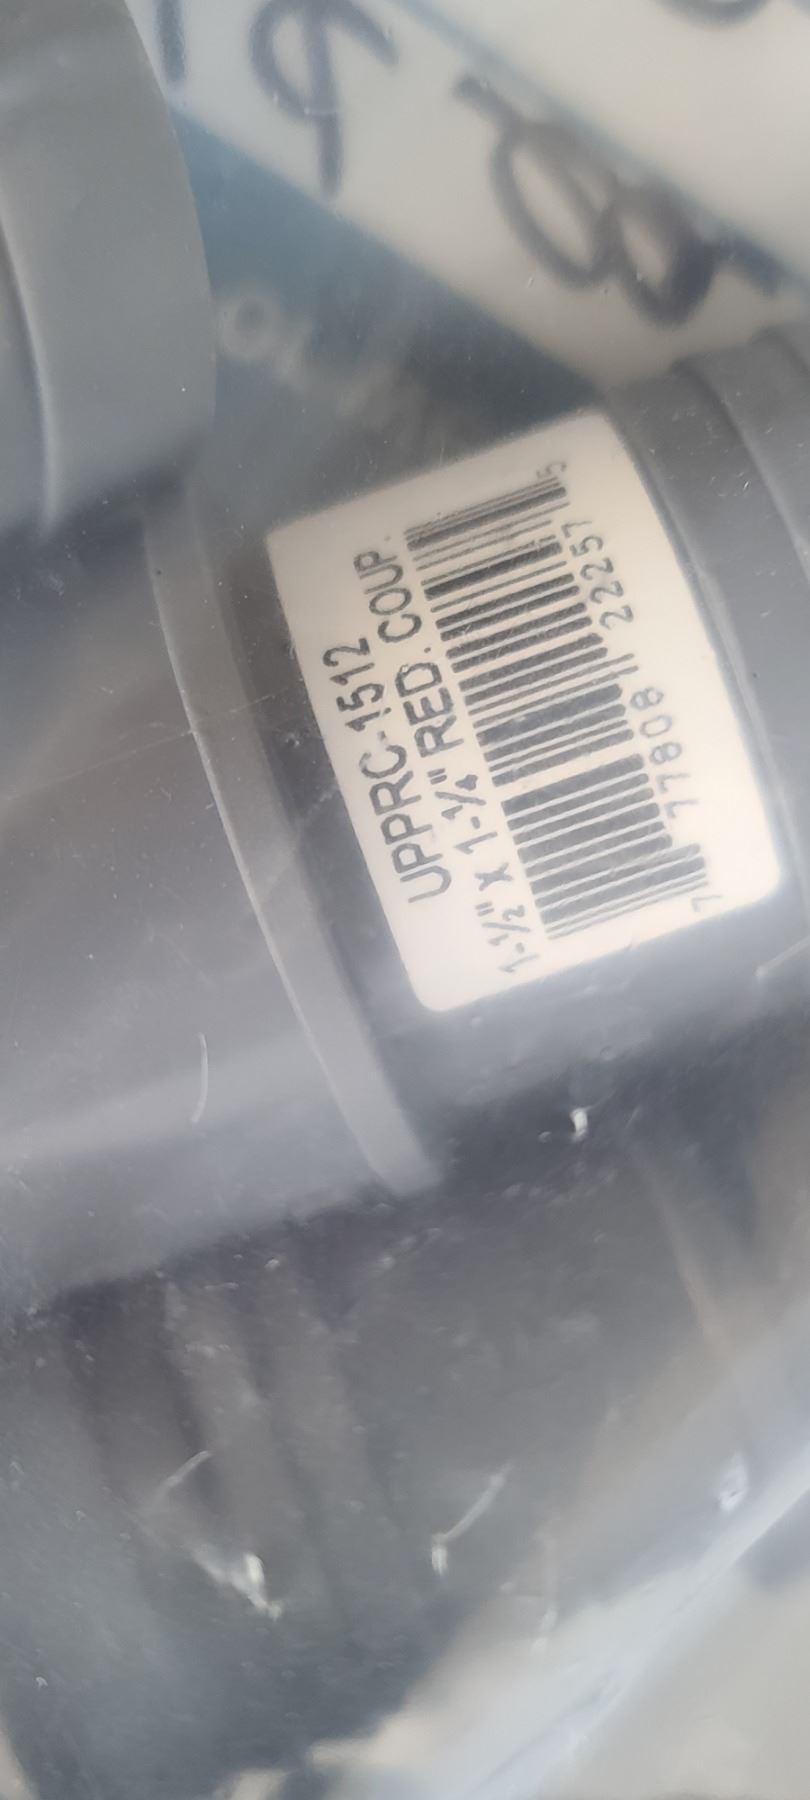 UPPRC-1512
1-½" X 1-¼" RED. COUP.
7 77808 22257 5